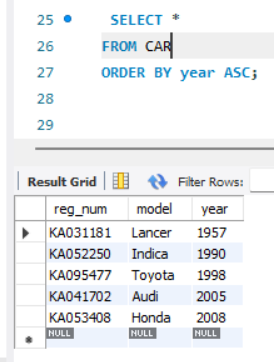 25 SELECT *
26 FROM CAR
27 ORDER BY year ASC;
28
29
Result Grid Filter Rows:
reg_num model year
KA031181 Lancer 1957
KA052250 Indica 1990
KA095477 Toyota 1998
KA041702 Audi 2005
KA053408 Honda 2008
NULL NULL NULL